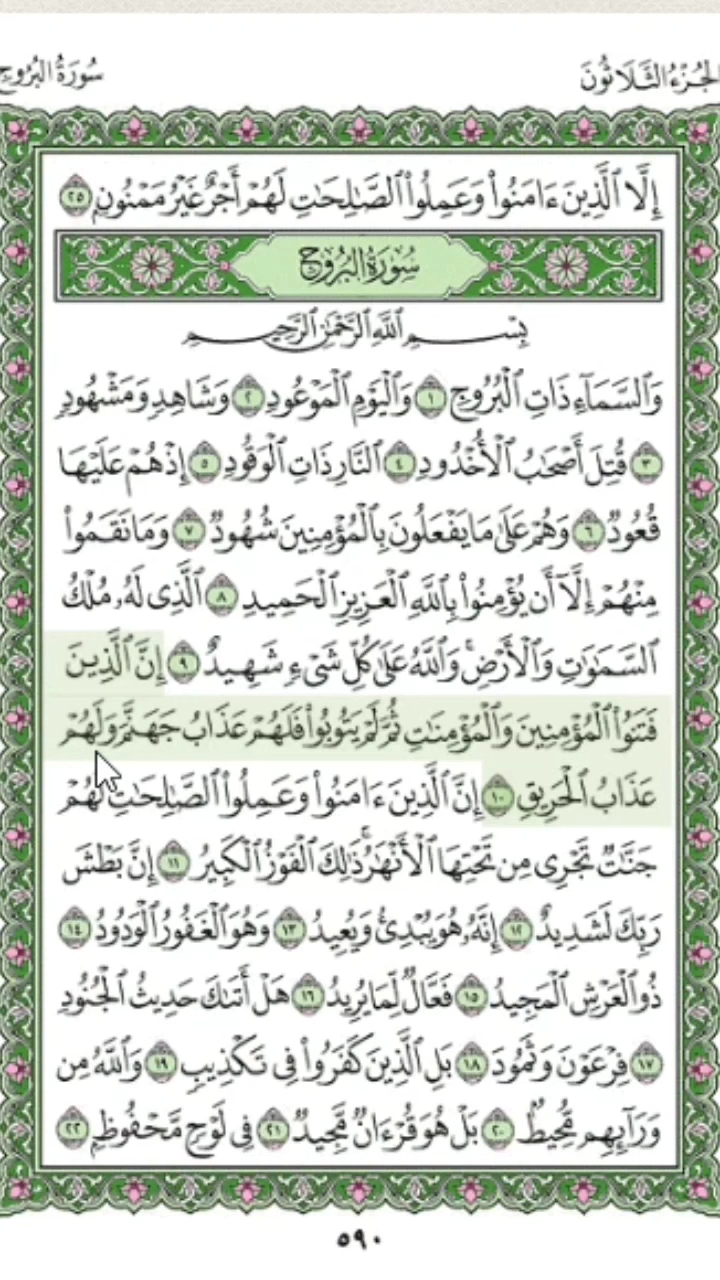 الجزء الثلاثون
سورة البروج
إِلَّا ٱلَّذِينَ ءَامَنُوا۟ وَعَمِلُوا۟ ٱلصَّـٰلِحَـٰتِ لَهُمْ أَجْرٌ غَيْرُ مَمْنُونٍۭ ٢٥
سُورَةُ البُرُوج
بِسْمِ ٱللَّهِ ٱلرَّحْمَـٰنِ ٱلرَّحِيمِ
وَٱلسَّمَآءِ ذَاتِ ٱلْبُرُوجِ ١ وَٱلْيَوْمِ ٱلْمَوْعُودِ ٢ وَشَاهِدٍ وَمَشْهُودٍ
٣ قُتِلَ أَصْحَـٰبُ ٱلْأُخْدُودِ ٤ ٱلنَّارِ ذَاتِ ٱلْوَقُودِ ٥ إِذْ هُمْ عَلَيْهَا
قُعُودٌ ٦ وَهُمْ عَلَىٰ مَا يَفْعَلُونَ بِٱلْمُؤْمِنِينَ شُهُودٌ ٧ وَمَا نَقَمُوا۟
مِنْهُمْ إِلَّآ أَن يُؤْمِنُوا۟ بِٱللَّهِ ٱلْعَزِيزِ ٱلْحَمِيدِ ٨ ٱلَّذِى لَهُۥ مُلْكُ
ٱلسَّمَـٰوَٰتِ وَٱلْأَرْضِ ۚ وَٱللَّهُ عَلَىٰ كُلِّ شَىْءٍ شَهِيدٌ ٩ إِنَّ ٱلَّذِينَ
فَتَنُوا۟ ٱلْمُؤْمِنِينَ وَٱلْمُؤْمِنَـٰتِ ثُمَّ لَمْ يَتُوبُوا۟ فَلَهُمْ عَذَابُ جَهَنَّمَ وَلَهُمْ
عَذَابُ ٱلْحَرِيقِ ١٠ إِنَّ ٱلَّذِينَ ءَامَنُوا۟ وَعَمِلُوا۟ ٱلصَّـٰلِحَـٰتِ لَهُمْ
جَنَّـٰتٌ تَجْرِى مِن تَحْتِهَا ٱلْأَنْهَـٰرُ ۚ ذَٰلِكَ ٱلْفَوْزُ ٱلْكَبِيرُ ١١ إِنَّ بَطْشَ
رَبِّكَ لَشَدِيدٌ ١٢ إِنَّهُۥ هُوَ يُبْدِئُ وَيُعِيدُ ١٣ وَهُوَ ٱلْغَفُورُ ٱلْوَدُودُ ١٤
ذُو ٱلْعَرْشِ ٱلْمَجِيدُ ١٥ فَعَّالٌ لِّمَا يُرِيدُ ١٦ هَلْ أَتَىٰكَ حَدِيثُ ٱلْجُنُودِ
١٧ فِرْعَوْنَ وَثَمُودَ ١٨ بَلِ ٱلَّذِينَ كَفَرُوا۟ فِى تَكْذِيبٍ ١٩ وَٱللَّهُ مِن
وَرَآئِهِم مُّحِيطٌۢ ٢٠ بَلْ هُوَ قُرْءَانٌ مَّجِيدٌ ٢١ فِى لَوْحٍ مَّحْفُوظٍۭ ٢٢
٥٩٠